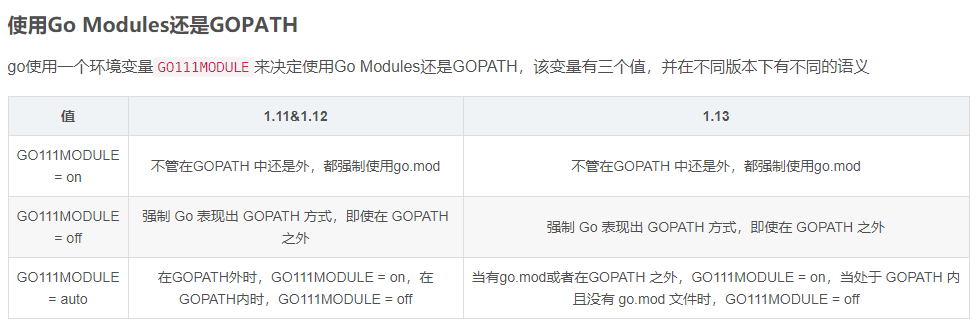 使用Go Modules还是GOPATH
go使用一个环境变量 GO111MODULE 来决定使用Go Modules还是GOPATH，该变量有三个值，并在不同版本下有不同的语义
值 1.11&1.12 1.13
GO111MODULE
= on
不管在GOPATH 中还是外，都强制使用go.mod
不管在GOPATH 中还是外，都强制使用go.mod
GO111MODULE
= off
强制 Go 表现出 GOPATH 方式，即使在 GOPATH
之外
强制 Go 表现出 GOPATH 方式，即使在 GOPATH 之外
GO111MODULE
= auto
在GOPATH外时，GO111MODULE = on，在
GOPATH内时，GO111MODULE = off
当有go.mod或者在GOPATH 之外，GO111MODULE = on，当处于 GOPATH 内
且没有 go.mod 文件时，GO111MODULE = off